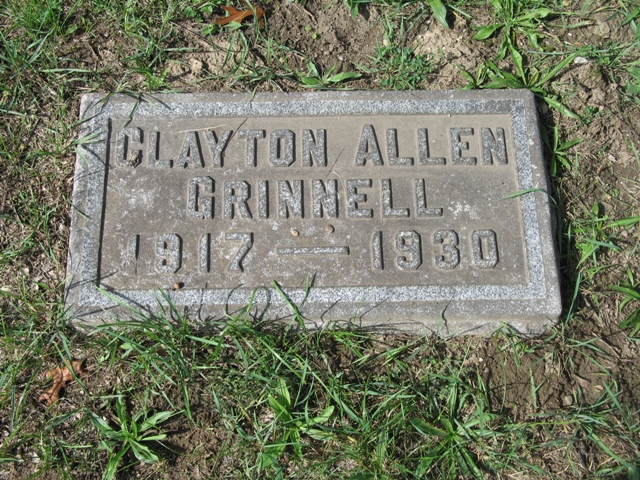 CLAYTON ALLEN
GRINNELL
1917 — 1930